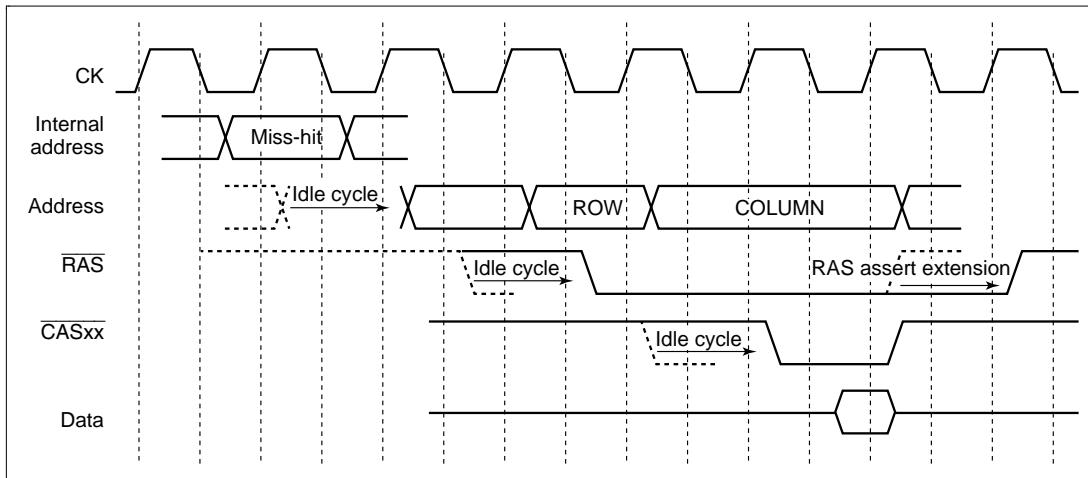 CK
Internal
address
Miss-hit
Address
Idle cycle
ROW
COLUMN
RAS
Idle cycle
RAS assert extension
CASxx
Idle cycle
Data